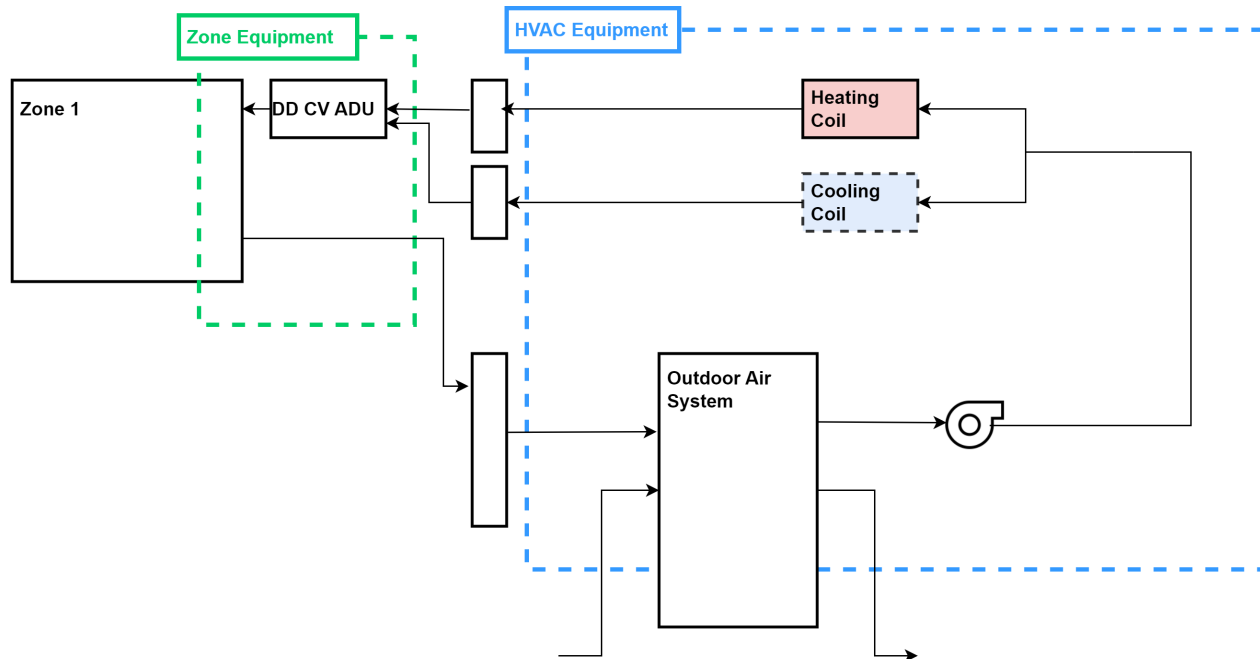 HVAC Equipment
Zone Equipment
Zone 1
DD CV ADU
Heating
Coil
Cooling
Coil
Outdoor Air
System